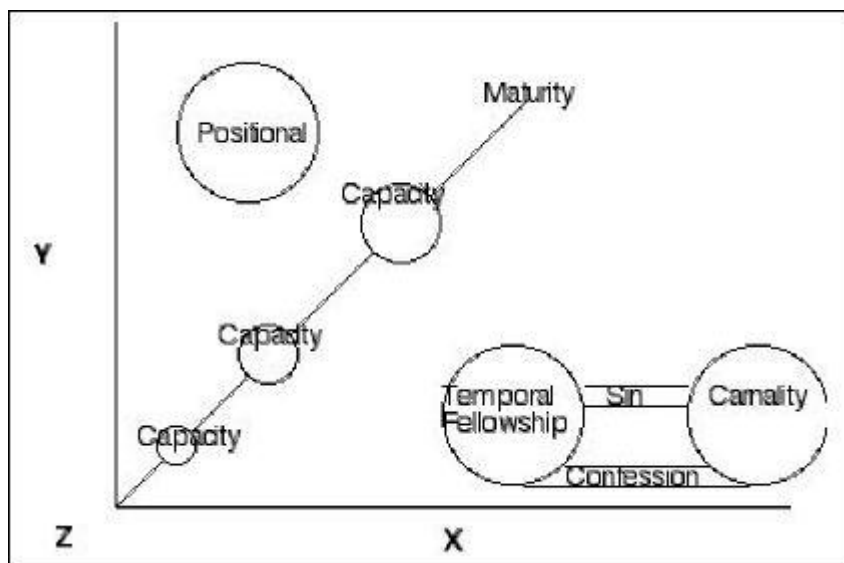 Maturity
Positional
Capacity
Y
Capacity
Temporal
Fellowship
Sin
Carnality
Capacity
Confession
Z
X